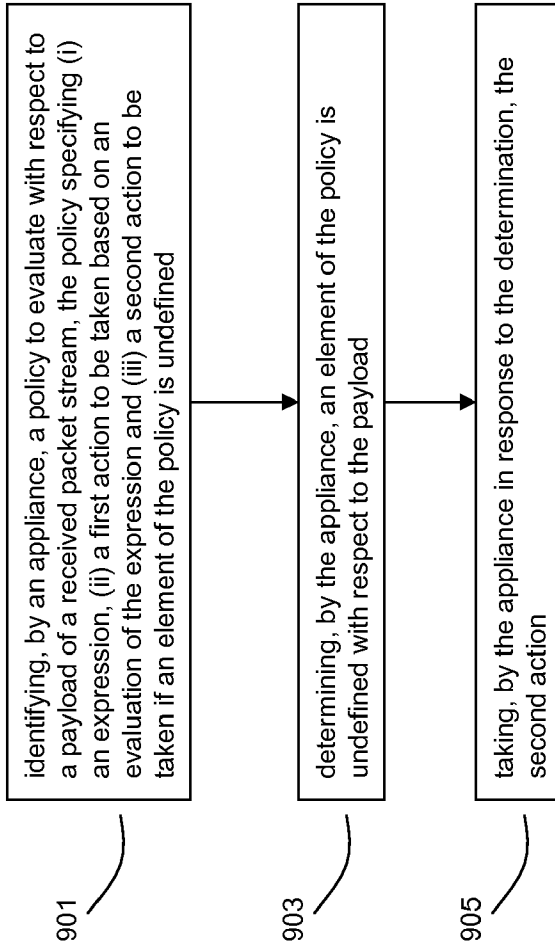 901
identifying, by an appliance, a policy to evaluate with respect to
a payload of a received packet stream, the policy specifying (i)
an expression, (ii) a first action to be taken based on an
evaluation of the expression and (iii) a second action to be
taken if an element of the policy is undefined
903
determining, by the appliance, an element of the policy is
undefined with respect to the payload
905
taking, by the appliance in response to the determination, the
second action